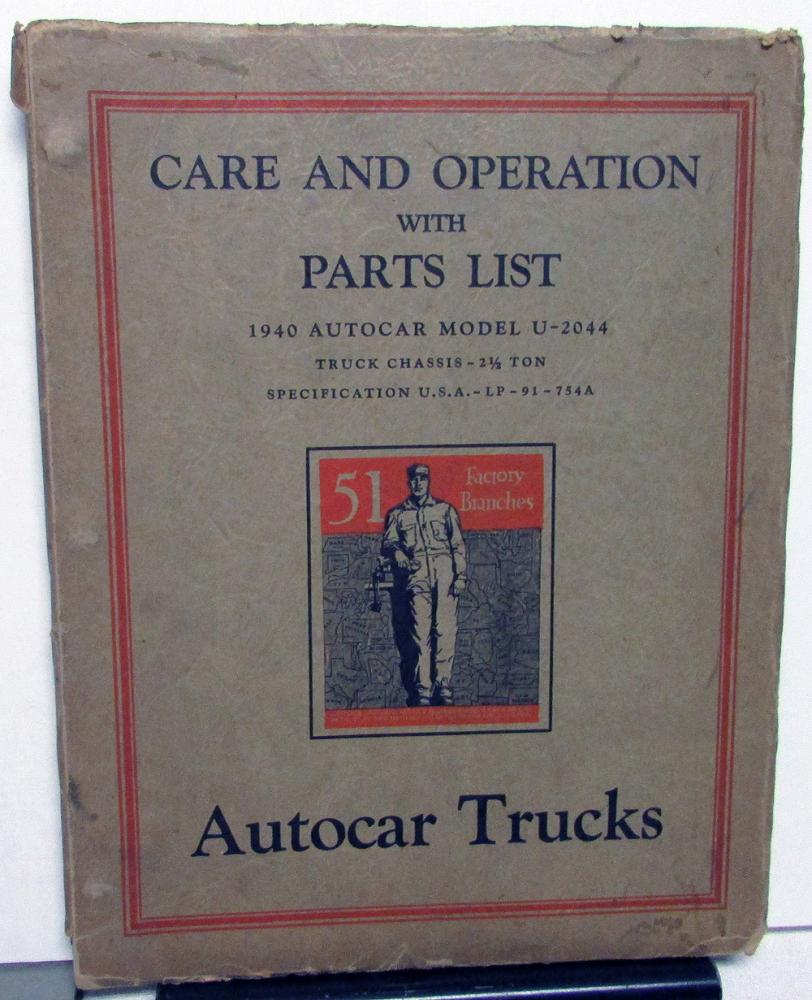 CARE AND OPERATION
WITH
PARTS LIST
1940 AUTOCAR MODEL U-2044
TRUCK CHASSIS - 2½ TON
SPECIFICATION U.S.A. - LP - 91 - 754A
51 Factory
Branches
Autocar Trucks